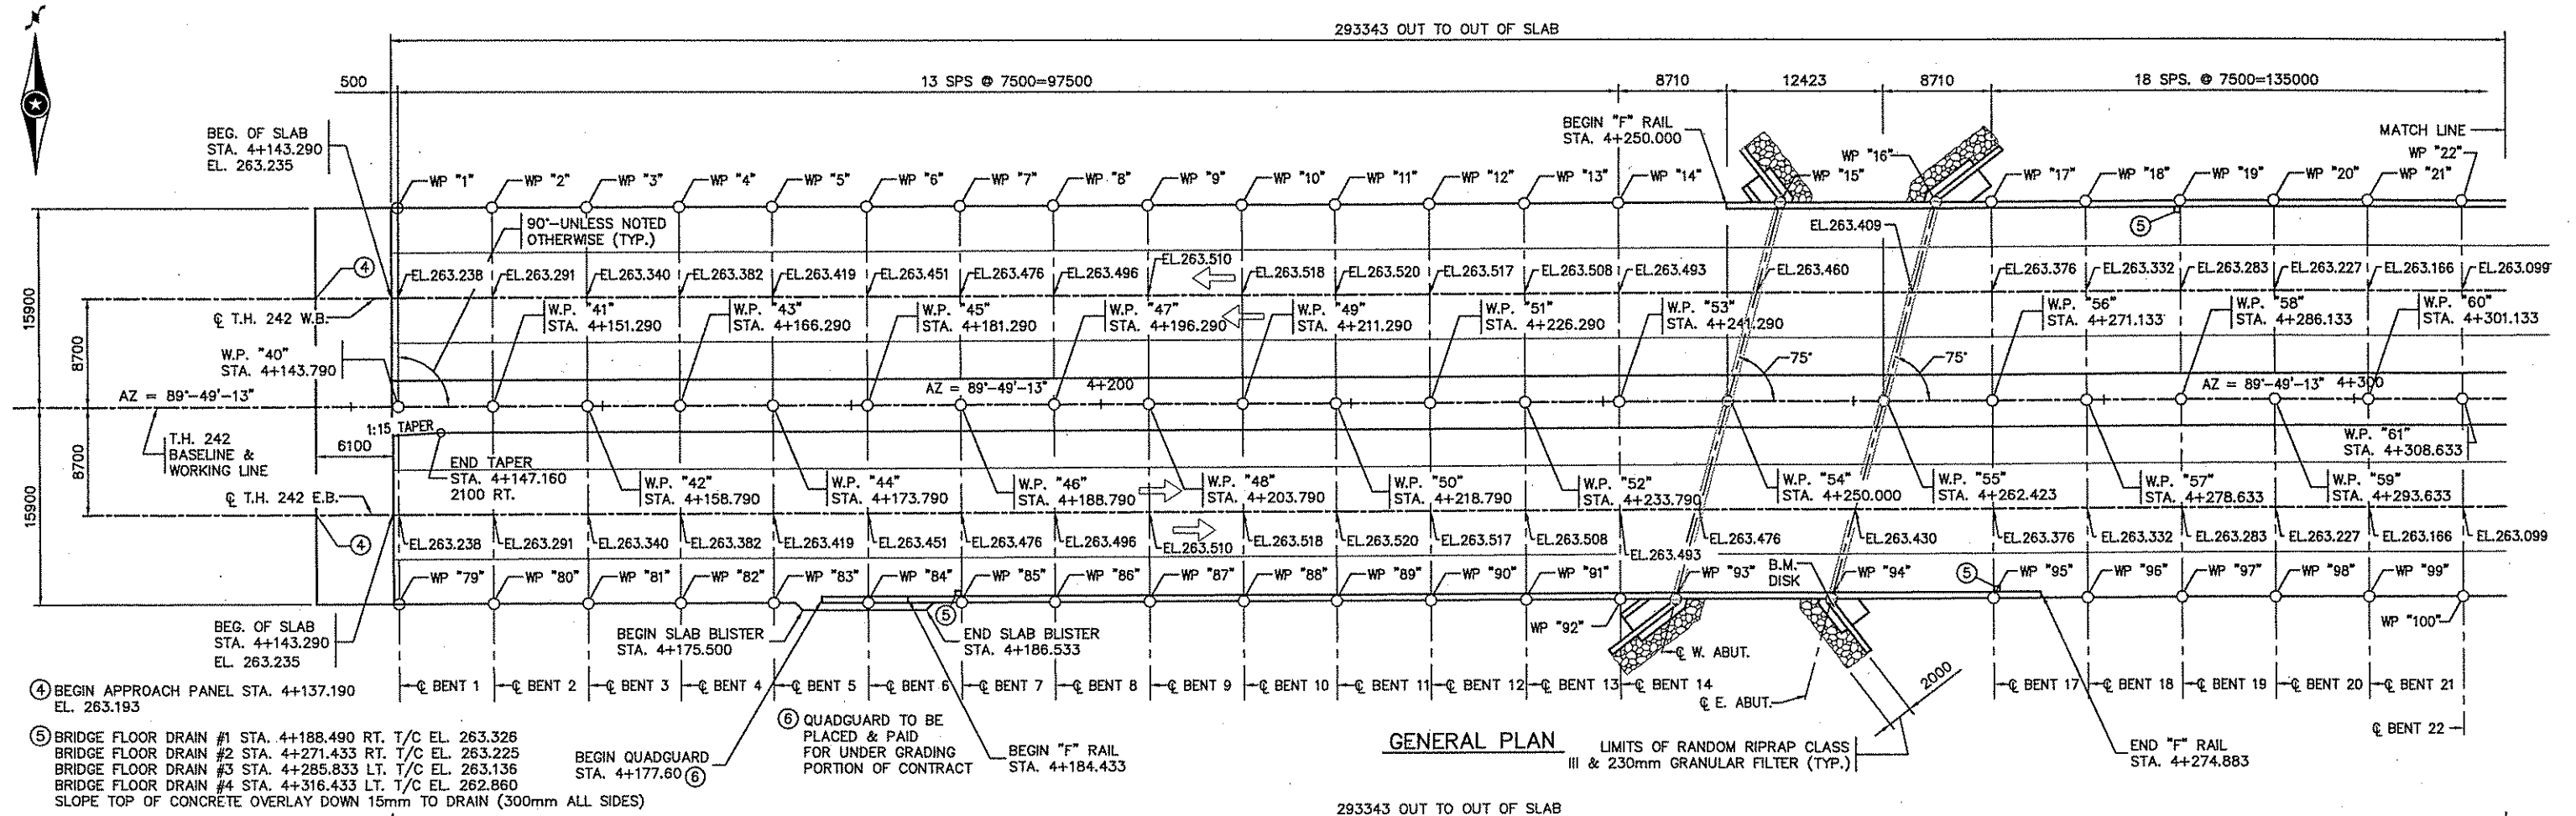 N
293343 OUT TO OUT OF SLAB
500
13 SPS @ 7500=97500
8710
12423
8710
18 SPS. @ 7500=135000
BEG. OF SLAB
STA. 4+143.290
EL. 263.235
BEGIN "F" RAIL
STA. 4+250.000
MATCH LINE
WP "1"
WP "2"
WP "3"
WP "4"
WP "5"
WP "6"
WP "7"
WP "8"
WP "9"
WP "10"
WP "11"
WP "12"
WP "13"
WP "14"
WP "15"
WP "16"
WP "17"
WP "18"
WP "19"
WP "20"
WP "21"
WP "22"
90°-UNLESS NOTED
OTHERWISE (TYP.)
5
4
EL.263.238
EL.263.291
EL.263.340
EL.263.382
EL.263.419
EL.263.451
EL.263.476
EL.263.496
EL.263.510
EL.263.518
EL.263.520
EL.263.517
EL.263.508
EL.263.493
EL.263.460
EL.263.409
EL.263.376
EL.263.332
EL.263.283
EL.263.227
EL.263.166
EL.263.099
15900
8700
℄ T.H. 242 W.B.
W.P. "40"
STA. 4+143.790
W.P. "41"
STA. 4+151.290
W.P. "43"
STA. 4+166.290
W.P. "45"
STA. 4+181.290
W.P. "47"
STA. 4+196.290
W.P. "49"
STA. 4+211.290
W.P. "51"
STA. 4+226.290
W.P. "53"
STA. 4+241.290
W.P. "56"
STA. 4+271.133
W.P. "58"
STA. 4+286.133
W.P. "60"
STA. 4+301.133
75°
75°
AZ = 89°-49'-13"
AZ = 89°-49'-13"
4+200
AZ = 89°-49'-13"
4+300
T.H. 242
BASELINE &
WORKING LINE
1:15 TAPER
6100
8700
15900
END TAPER
STA. 4+147.160
2100 RT.
W.P. "42"
STA. 4+158.790
W.P. "44"
STA. 4+173.790
W.P. "46"
STA. 4+188.790
W.P. "48"
STA. 4+203.790
W.P. "50"
STA. 4+218.790
W.P. "52"
STA. 4+233.790
W.P. "54"
STA. 4+250.000
W.P. "55"
STA. 4+262.423
W.P. "57"
STA. 4+278.633
W.P. "59"
STA. 4+293.633
W.P. "61"
STA. 4+308.633
℄ T.H. 242 E.B.
4
EL.263.238
EL.263.291
EL.263.340
EL.263.382
EL.263.419
EL.263.451
EL.263.476
EL.263.496
EL.263.510
EL.263.518
EL.263.520
EL.263.517
EL.263.508
EL.263.493
EL.263.476
EL.263.430
EL.263.376
EL.263.332
EL.263.283
EL.263.227
EL.263.166
EL.263.099
WP "79"
WP "80"
WP "81"
WP "82"
WP "83"
WP "84"
WP "85"
WP "86"
WP "87"
WP "88"
WP "89"
WP "90"
WP "91"
WP "92"
WP "93"
B.M.
DISK
WP "94"
5
WP "95"
WP "96"
WP "97"
WP "98"
WP "99"
WP "100"
5
BEG. OF SLAB
STA. 4+143.290
EL. 263.235
BEGIN SLAB BLISTER
STA. 4+175.500
END SLAB BLISTER
STA. 4+186.533
℄ W. ABUT.
℄ E. ABUT.
2000
℄ BENT 1
℄ BENT 2
℄ BENT 3
℄ BENT 4
℄ BENT 5
℄ BENT 6
℄ BENT 7
℄ BENT 8
℄ BENT 9
℄ BENT 10
℄ BENT 11
℄ BENT 12
℄ BENT 13
℄ BENT 14
℄ BENT 17
℄ BENT 18
℄ BENT 19
℄ BENT 20
℄ BENT 21
℄ BENT 22
4 BEGIN APPROACH PANEL STA. 4+137.190
EL. 263.193
5 BRIDGE FLOOR DRAIN #1 STA. 4+188.490 RT. T/C EL. 263.326
BRIDGE FLOOR DRAIN #2 STA. 4+271.433 RT. T/C EL. 263.225
BRIDGE FLOOR DRAIN #3 STA. 4+285.833 LT. T/C EL. 263.136
BRIDGE FLOOR DRAIN #4 STA. 4+316.433 LT. T/C EL. 262.860
SLOPE TOP OF CONCRETE OVERLAY DOWN 15mm TO DRAIN (300mm ALL SIDES)
BEGIN QUADGUARD
STA. 4+177.60 6
6 QUADGUARD TO BE
PLACED & PAID
FOR UNDER GRADING
PORTION OF CONTRACT
BEGIN "F" RAIL
STA. 4+184.433
GENERAL PLAN
LIMITS OF RANDOM RIPRAP CLASS
III & 230mm GRANULAR FILTER (TYP.)
END "F" RAIL
STA. 4+274.883
293343 OUT TO OUT OF SLAB